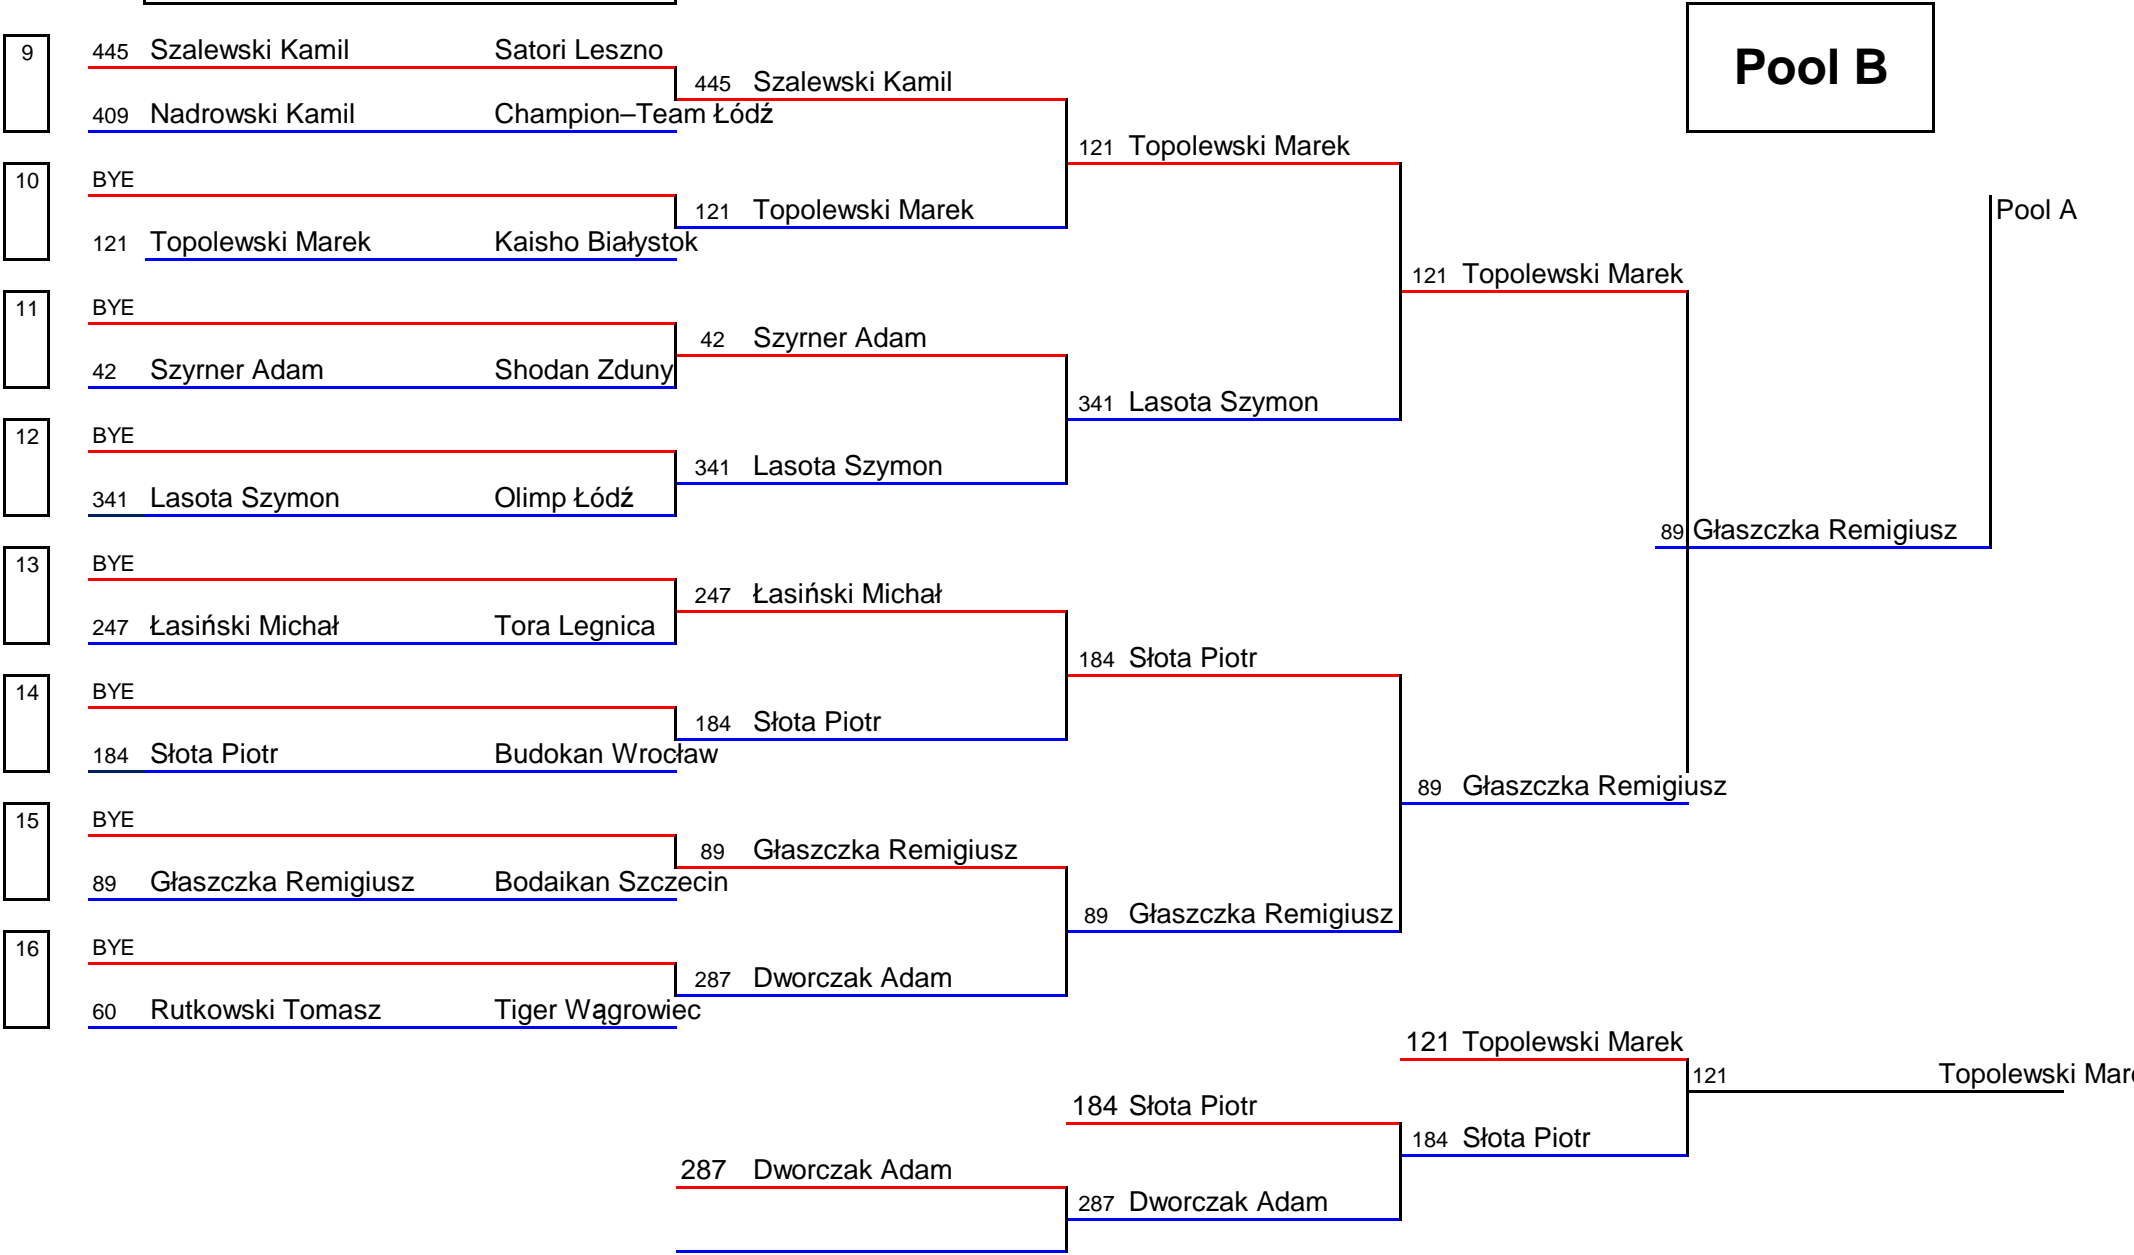 Pool B
9 445 Szalewski Kamil Satori Leszno
445 Szalewski Kamil
409 Nadrowski Kamil Champion–Team Łódź
121 Topolewski Marek
10 BYE
121 Topolewski Marek
Pool A
121 Topolewski Marek Kaisho Białystok
121 Topolewski Marek
11 BYE
42 Szyrner Adam
42 Szyrner Adam Shodan Zduny
341 Lasota Szymon
12 BYE
341 Lasota Szymon
341 Lasota Szymon Olimp Łódź
89 Głaszczka Remigiusz
13 BYE
247 Łasiński Michał
247 Łasiński Michał Tora Legnica
184 Słota Piotr
14 BYE
184 Słota Piotr
184 Słota Piotr Budokan Wrocław
89 Głaszczka Remigiusz
15 BYE
89 Głaszczka Remigiusz
89 Głaszczka Remigiusz Bodaikan Szczecin
89 Głaszczka Remigiusz
16 BYE
287 Dworczak Adam
60 Rutkowski Tomasz Tiger Wągrowiec
121 Topolewski Marek
121 Topolewski Mar
184 Słota Piotr
184 Słota Piotr
287 Dworczak Adam
287 Dworczak Adam